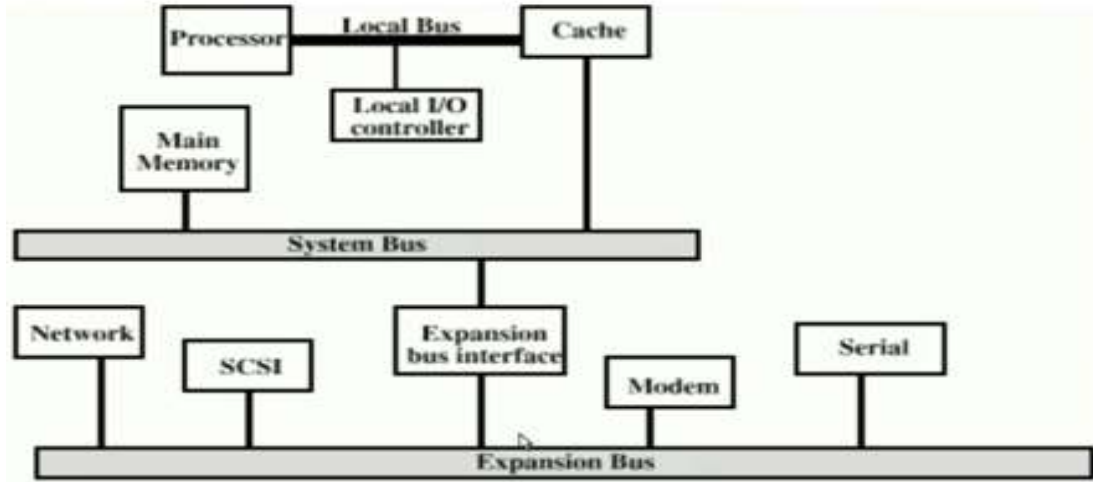 Processor
Local Bus
Cache
Local I/O
controller
Main
Memory
System Bus
Network
SCSI
Expansion
bus interface
Modem
Serial
Expansion Bus